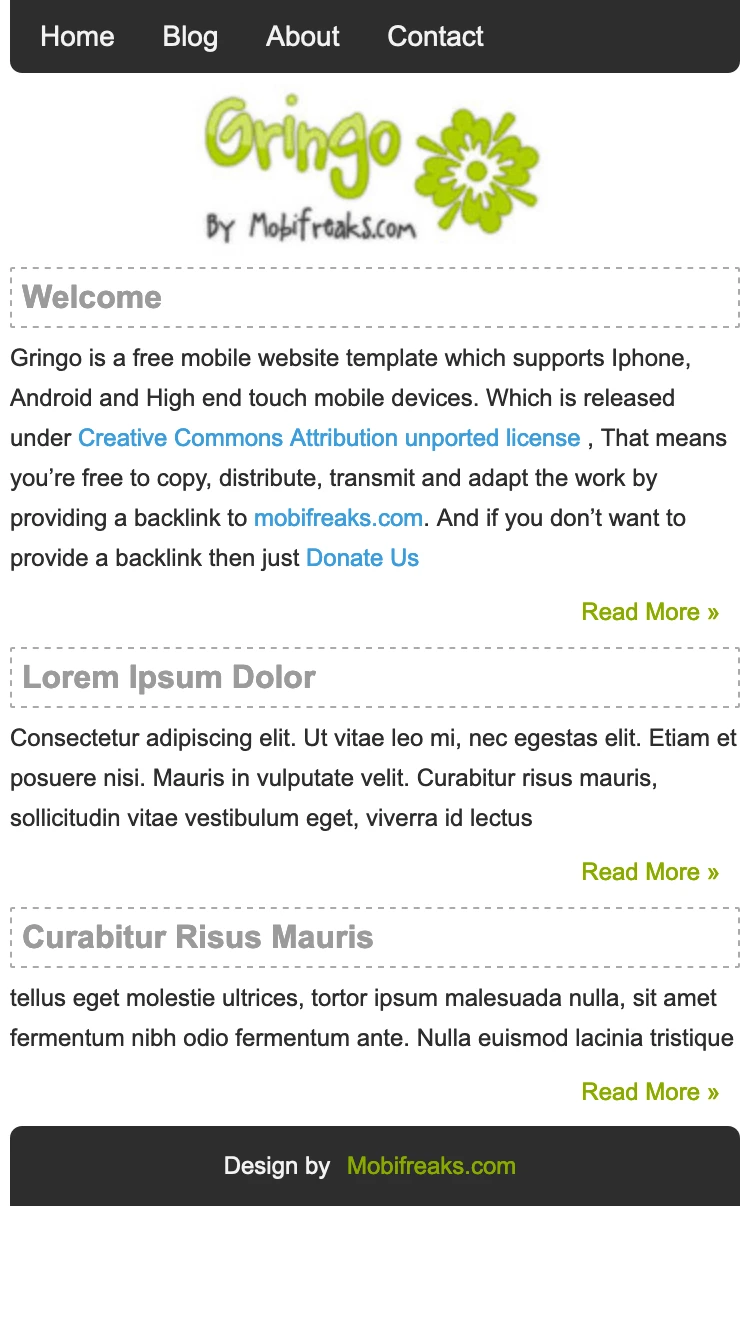 Home Blog About Contact
Gringo
By Mobifreaks.com
Welcome
Gringo is a free mobile website template which supports Iphone,
Android and High end touch mobile devices. Which is released
under Creative Commons Attribution unported license , That means
you’re free to copy, distribute, transmit and adapt the work by
providing a backlink to mobifreaks.com. And if you don’t want to
provide a backlink then just Donate Us
Read More »
Lorem Ipsum Dolor
Consectetur adipiscing elit. Ut vitae leo mi, nec egestas elit. Etiam et
posuere nisi. Mauris in vulputate velit. Curabitur risus mauris,
sollicitudin vitae vestibulum eget, viverra id lectus
Read More »
Curabitur Risus Mauris
tellus eget molestie ultrices, tortor ipsum malesuada nulla, sit amet
fermentum nibh odio fermentum ante. Nulla euismod lacinia tristique
Read More »
Design by Mobifreaks.com